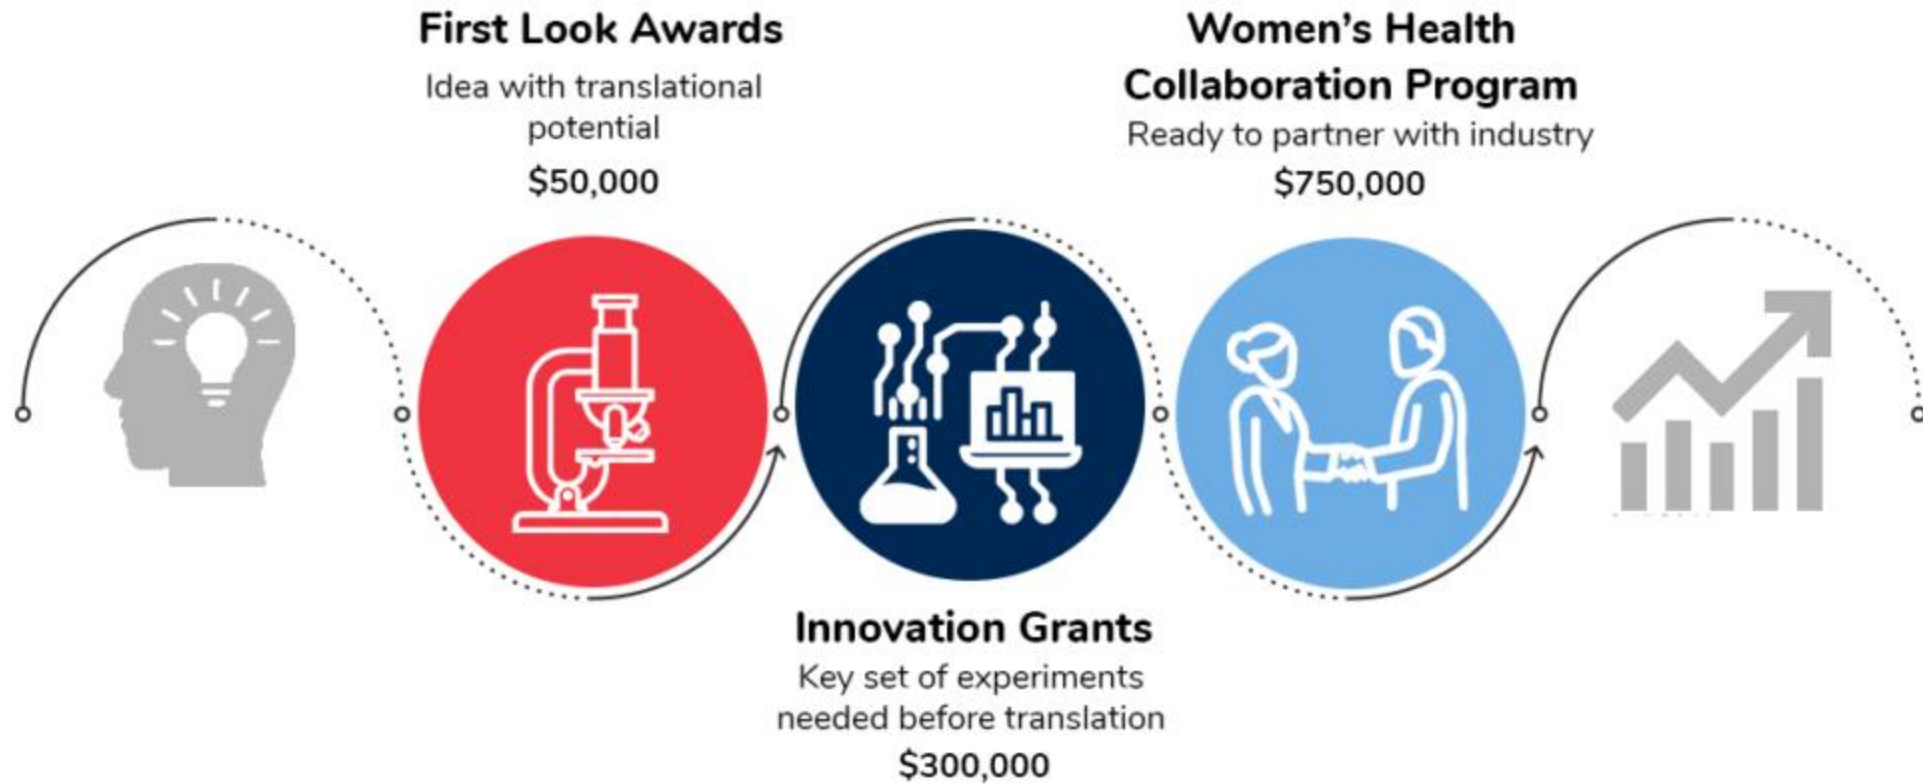 First Look Awards
Idea with translational
potential
$50,000
Women’s Health
Collaboration Program
Ready to partner with industry
$750,000
Innovation Grants
Key set of experiments
needed before translation
$300,000